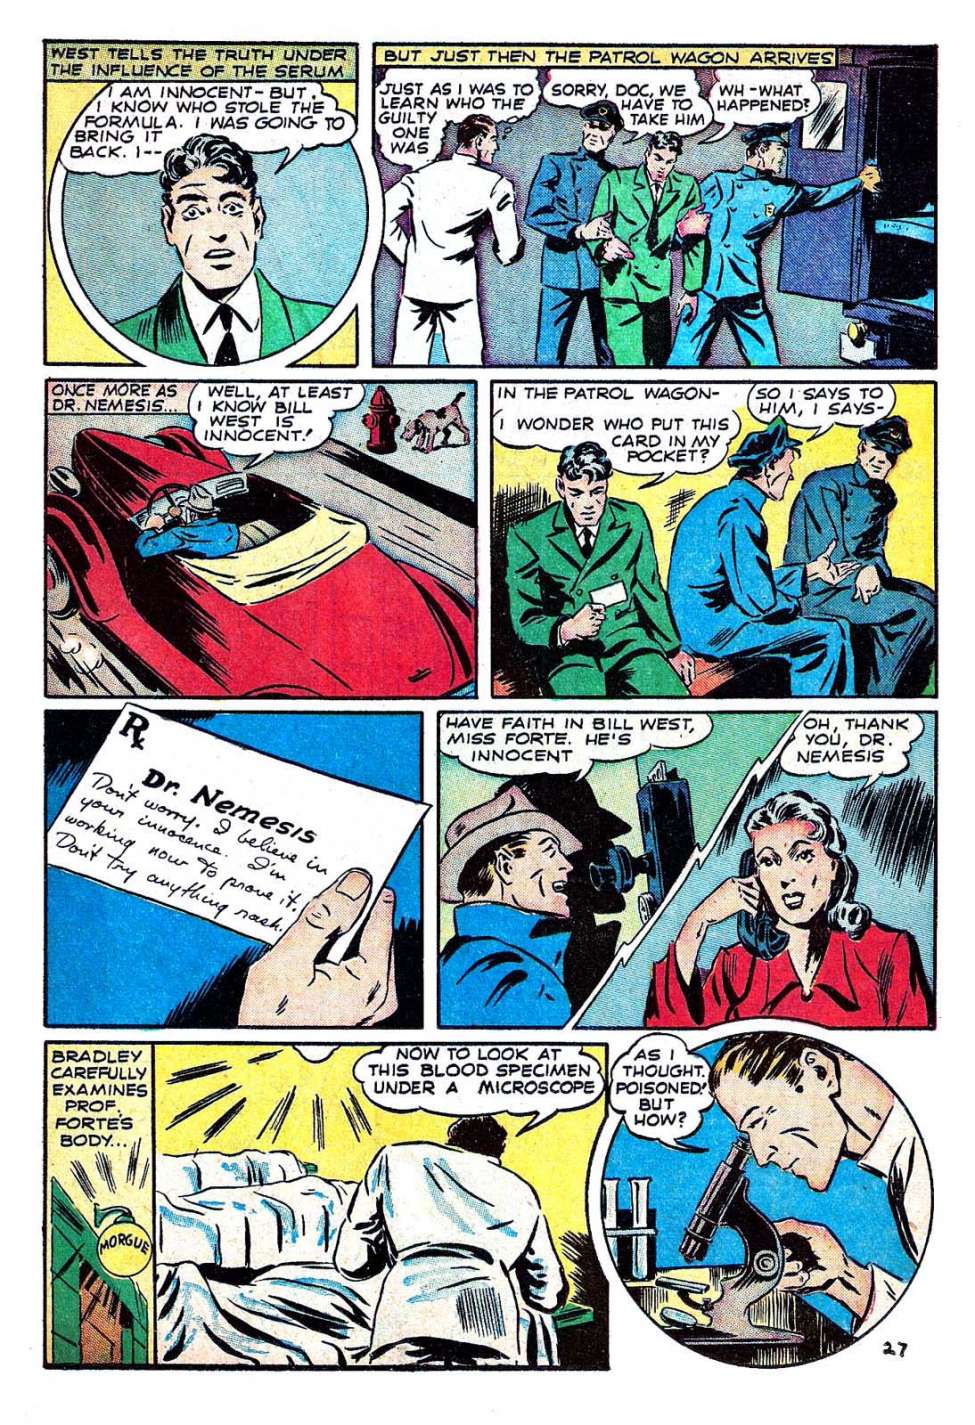 WEST TELLS THE TRUTH UNDER
THE INFLUENCE OF THE SERUM
I AM INNOCENT - BUT,
I KNOW WHO STOLE THE
FORMULA. I WAS GOING TO
BRING IT
BACK. I--
BUT JUST THEN THE PATROL WAGON ARRIVES
JUST AS I WAS TO
LEARN WHO THE
GUILTY
ONE
WAS
SORRY, DOC, WE
HAVE TO
TAKE HIM
WH-WHAT
HAPPENED?
ONCE MORE AS
DR. NEMESIS...
WELL, AT LEAST
I KNOW BILL
WEST IS
INNOCENT!
IN THE PATROL WAGON-
I WONDER WHO PUT THIS
CARD IN MY
POCKET?
SO I SAYS TO
HIM, I SAYS-
Rx
Dr. Nemesis
Don't worry. I believe in
your innocence. I'm
working now to prove it.
Don't try anything rash.
HAVE FAITH IN BILL WEST,
MISS FORTE. HE'S
INNOCENT
OH, THANK
YOU, DR.
NEMESIS
BRADLEY
CAREFULLY
EXAMINES
PROF.
FORTE'S
BODY...
MORGUE
NOW TO LOOK AT
THIS BLOOD SPECIMEN
UNDER A MICROSCOPE
AS I
THOUGHT.
POISONED!
BUT
HOW?
27